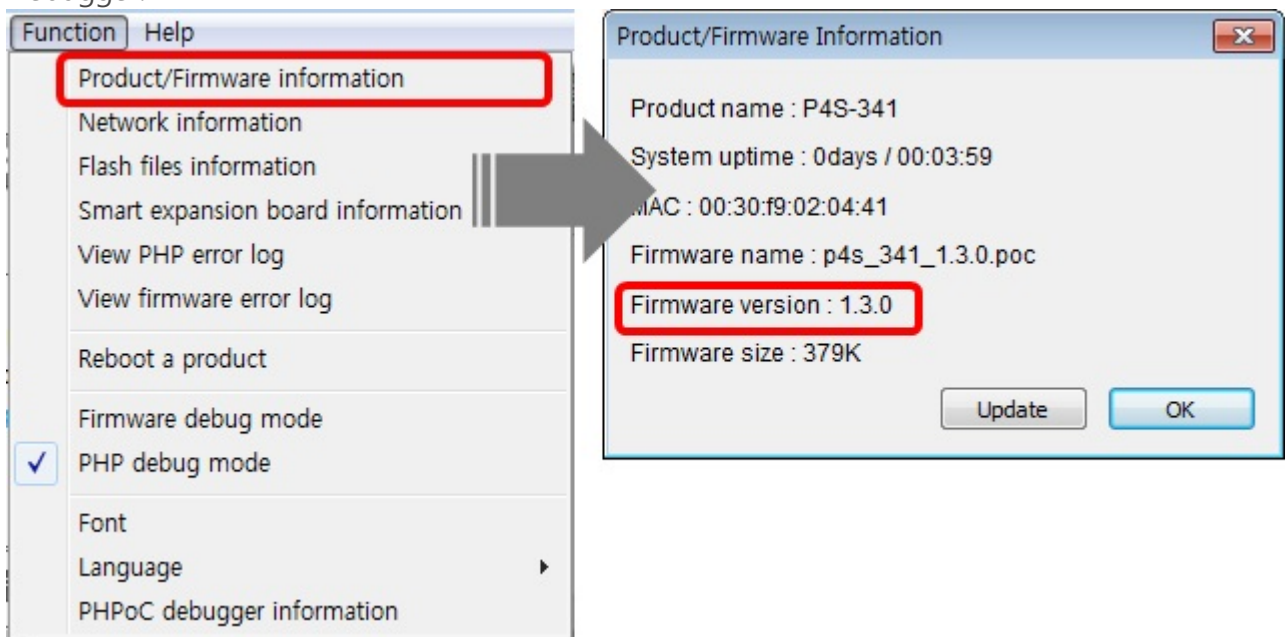 Function Help
Product/Firmware information
Network information
Flash files information
Smart expansion board information
View PHP error log
View firmware error log
Reboot a product
Firmware debug mode
PHP debug mode
Font
Language
PHPoC debugger information
Product/Firmware Information
Product name : P4S-341
System uptime : 0days / 00:03:59
MAC : 00:30:f9:02:04:41
Firmware name : p4s_341_1.3.0.poc
Firmware version : 1.3.0
Firmware size : 379K
Update OK